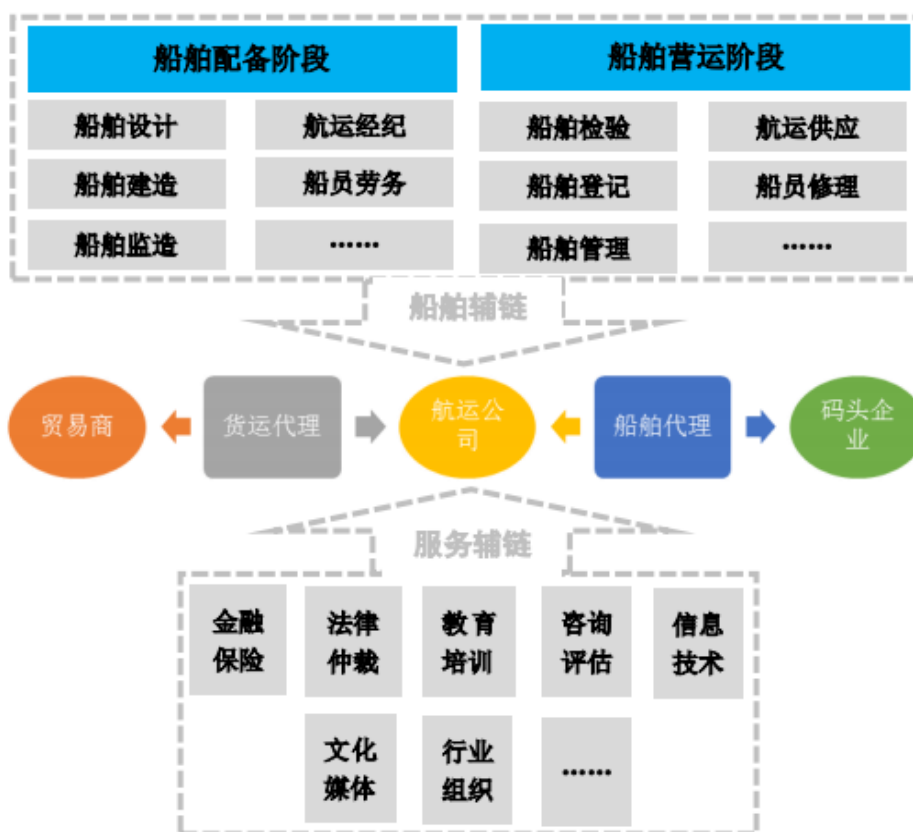 船舶配备阶段
船舶营运阶段
船舶设计
航运经纪
船舶检验
航运供应
船舶建造
船员劳务
船舶登记
船员修理
船舶监造
……
船舶管理
……
船舶辅链
贸易商
货运代理
航运公
司
船舶代理
码头企
业
服务辅链
金融
保险
法律
仲裁
教育
培训
咨询
评估
信息
技术
文化
媒体
行业
组织
……